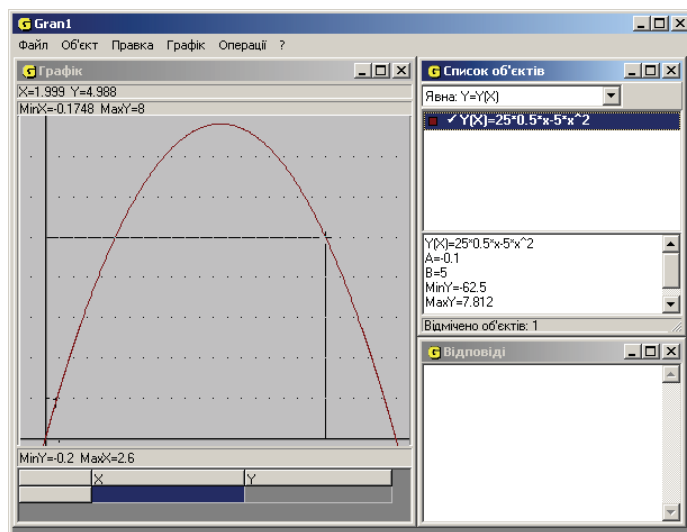 Gran1
Файл Об'єкт Правка Графік Операції ?
Графік
X=1.999 Y=4.988
MinX=-0.1748 MaxY=8
MinY=-0.2 MaxX=2.6
X Y
Список об'єктів
Явна: Y=Y(X)
✓ Y(X)=25*0.5*x-5*x^2
Y(X)=25*0.5*x-5*x^2
A=-0.1
B=5
MinY=-62.5
MaxY=7.812
Відмічено об'єктів: 1
Відповіді